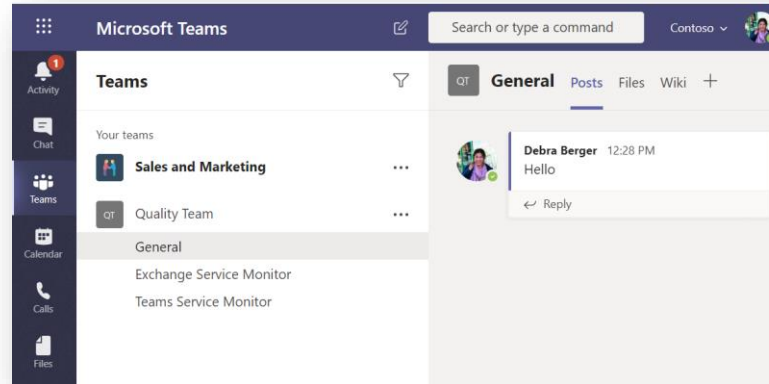 Microsoft Teams
Search or type a command
Contoso
1
Activity
Chat
Teams
Calendar
Calls
Files
Teams
Your teams
Sales and Marketing
QT Quality Team
General
Exchange Service Monitor
Teams Service Monitor
QT General Posts Files Wiki
Debra Berger 12:28 PM
Hello
Reply